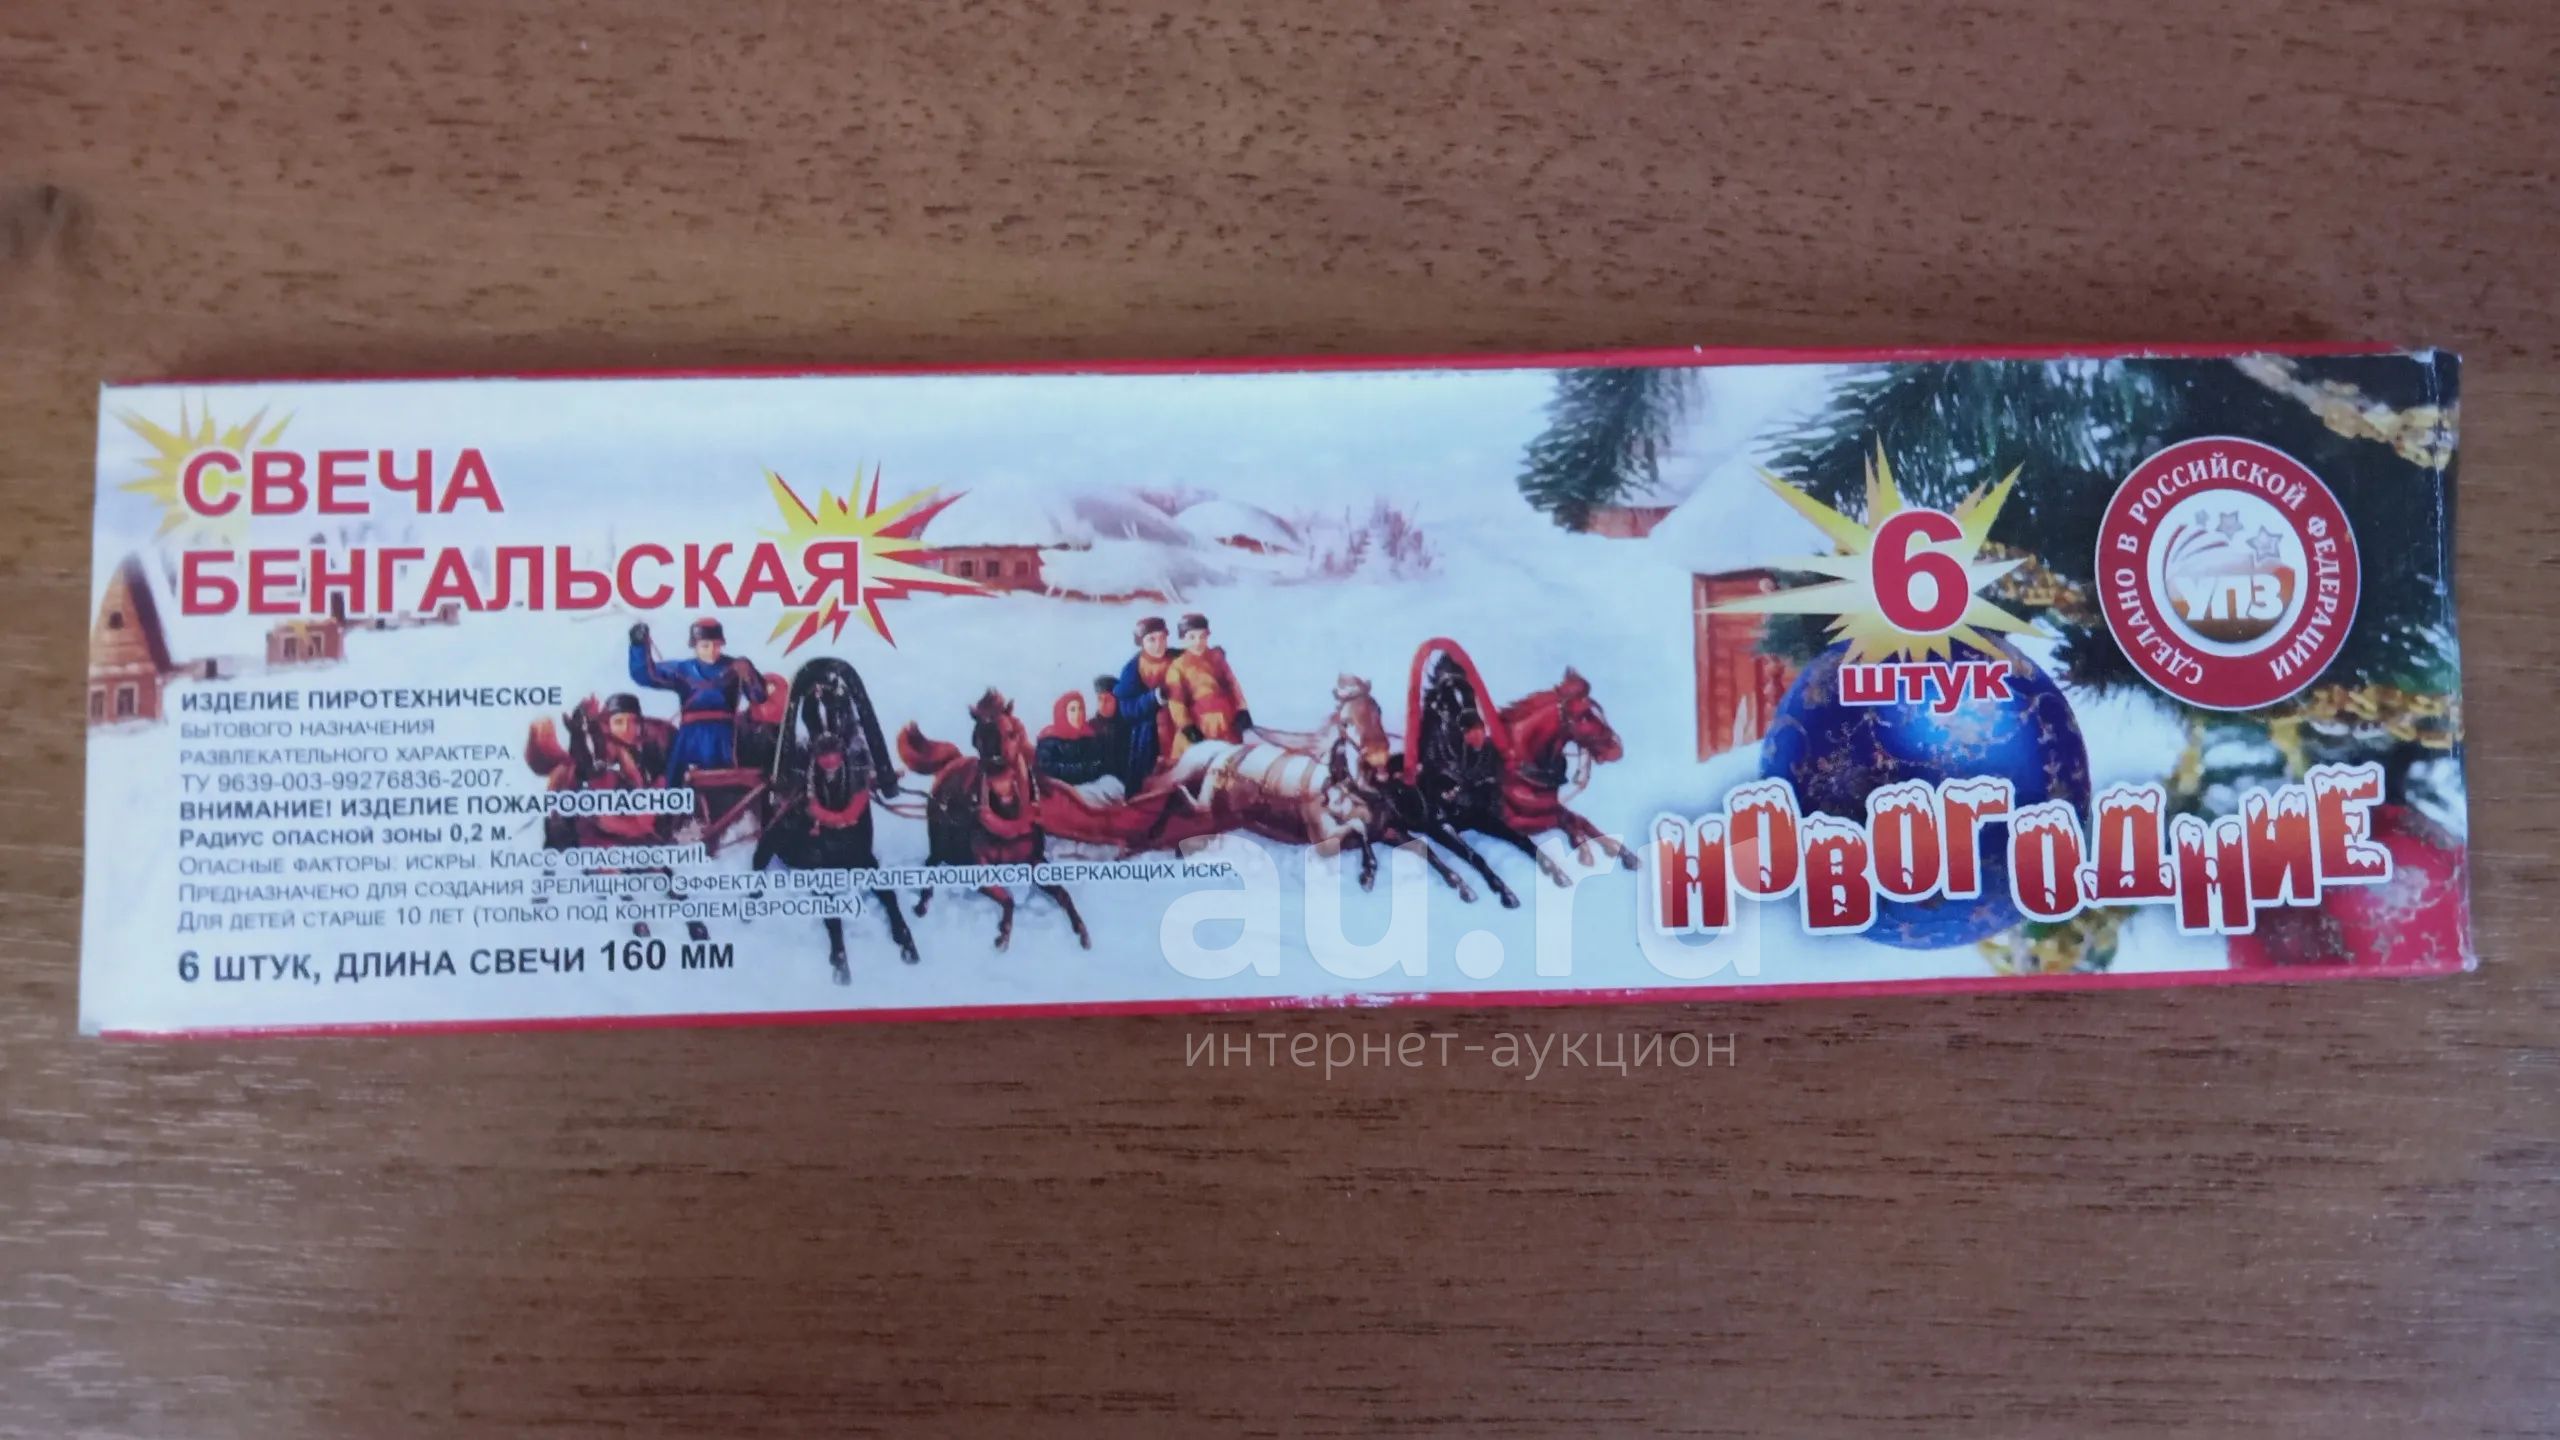 СВЕЧА
БЕНГАЛЬСКАЯ
ИЗДЕЛИЕ ПИРОТЕХНИЧЕСКОЕ
БЫТОВОГО НАЗНАЧЕНИЯ
РАЗВЛЕКАТЕЛЬНОГО ХАРАКТЕРА.
ТУ 9639-003-99276836-2007.
ВНИМАНИЕ! ИЗДЕЛИЕ ПОЖАРООПАСНО!
РАДИУС ОПАСНОЙ ЗОНЫ 0,2 М.
ОПАСНЫЕ ФАКТОРЫ: ИСКРЫ. КЛАСС ОПАСНОСТИ I.
ПРЕДНАЗНАЧЕНО ДЛЯ СОЗДАНИЯ ЗРЕЛИЩНОГО ЭФФЕКТА В ВИДЕ РАЗЛЕТАЮЩИХСЯ СВЕРКАЮЩИХ ИСКР.
ДЛЯ ДЕТЕЙ СТАРШЕ 10 ЛЕТ (ТОЛЬКО ПОД КОНТРОЛЕМ ВЗРОСЛЫХ).
6 ШТУК, ДЛИНА СВЕЧИ 160 ММ
6
штук
СДЕЛАНО В РОССИЙСКОЙ ФЕДЕРАЦИИ
УПЗ
НОВОГОДНИЕ
au.ru
интернет-аукцион